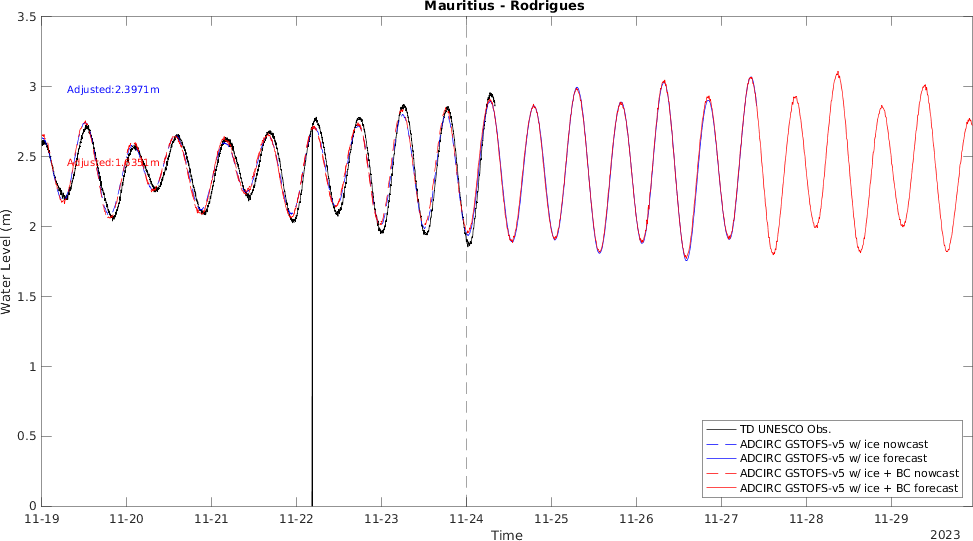 Mauritius - Rodrigues
3.5
3
2.5
2
1.5
1
0.5
0
Water Level (m)
Adjusted:2.3971m
11-19
11-20
11-21
11-22
11-23
11-24
11-25
11-26
11-27
11-28
11-29
Time
2023
TD UNESCO Obs.
ADCIRC GSTOFS-v5 w/ ice nowcast
ADCIRC GSTOFS-v5 w/ ice forecast
ADCIRC GSTOFS-v5 w/ ice + BC nowcast
ADCIRC GSTOFS-v5 w/ ice + BC forecast